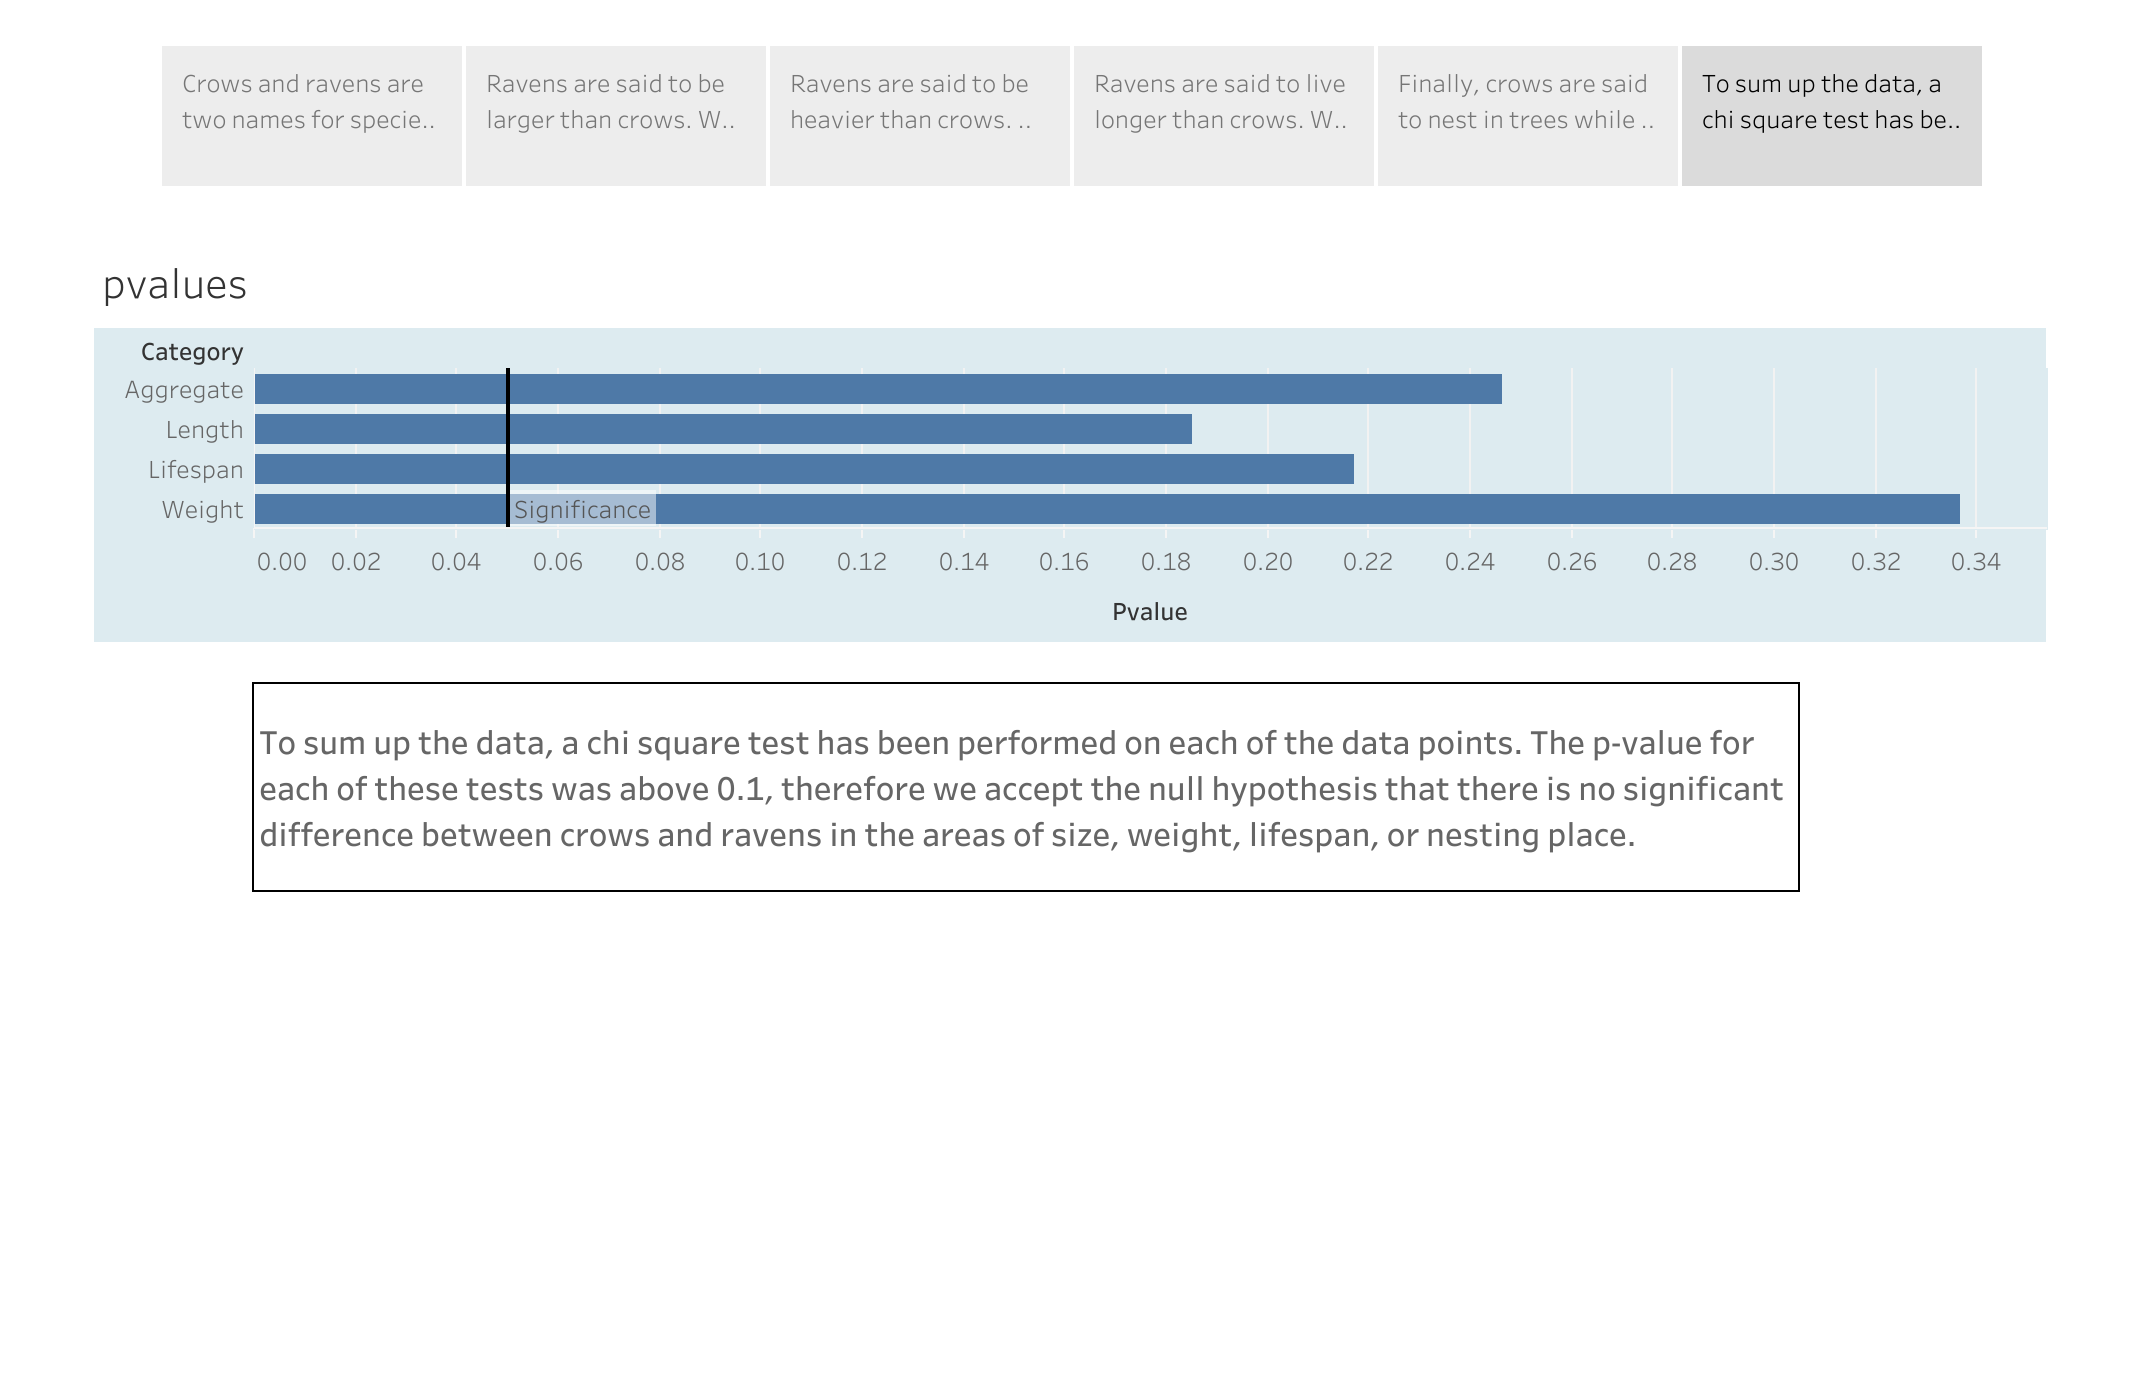 Crows and ravens are
two names for specie..
Ravens are said to be
larger than crows. W..
Ravens are said to be
heavier than crows. ..
Ravens are said to live
longer than crows. W..
Finally, crows are said
to nest in trees while ..
To sum up the data, a
chi square test has be..
pvalues
Category
Aggregate
Length
Lifespan
Weight
Significance
0.00 0.02 0.04 0.06 0.08 0.10 0.12 0.14 0.16 0.18 0.20 0.22 0.24 0.26 0.28 0.30 0.32 0.34
Pvalue
To sum up the data, a chi square test has been performed on each of the data points. The p-value for
each of these tests was above 0.1, therefore we accept the null hypothesis that there is no significant
difference between crows and ravens in the areas of size, weight, lifespan, or nesting place.